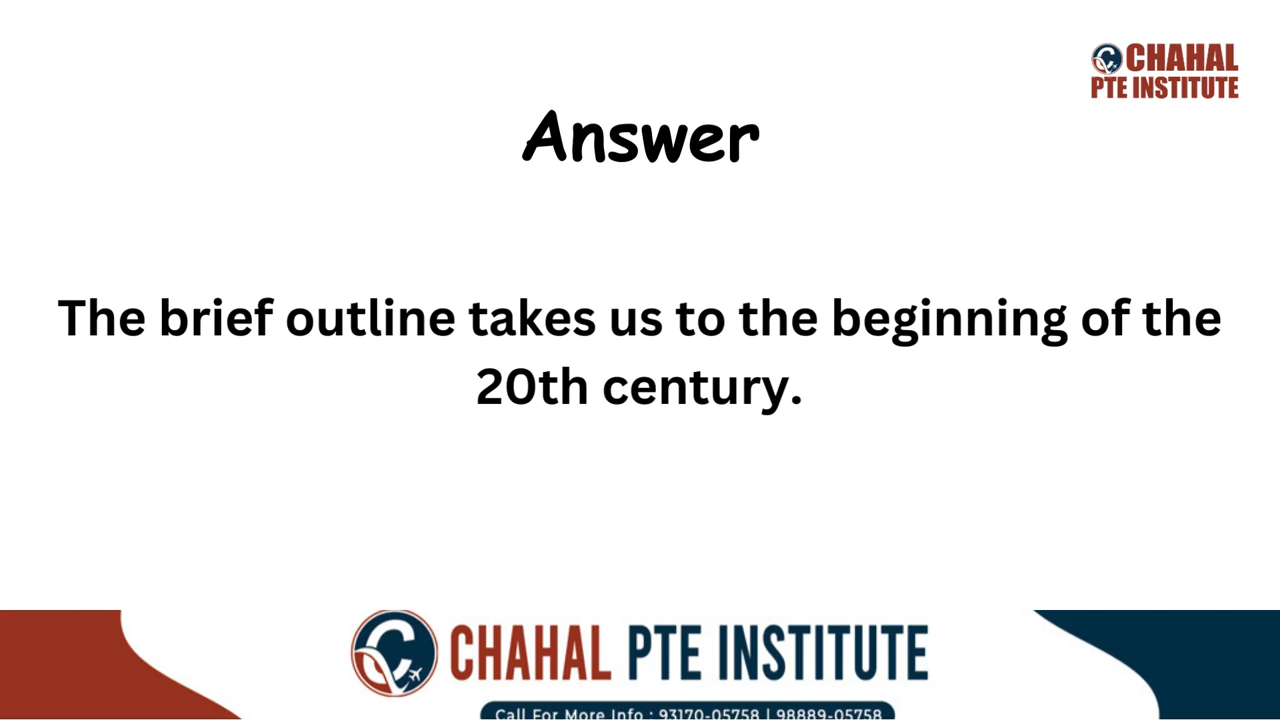 CHAHAL
PTE INSTITUTE
Answer
The brief outline takes us to the beginning of the
20th century.
CHAHAL PTE INSTITUTE
Call For More Info : 93170-05758 | 98889-05758